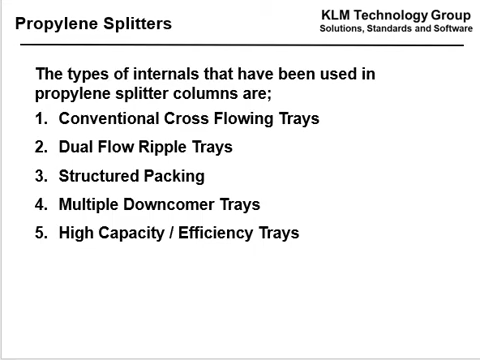 Propylene Splitters
KLM Technology Group
Solutions, Standards and Software
The types of internals that have been used in
propylene splitter columns are;
1. Conventional Cross Flowing Trays
2. Dual Flow Ripple Trays
3. Structured Packing
4. Multiple Downcomer Trays
5. High Capacity / Efficiency Trays